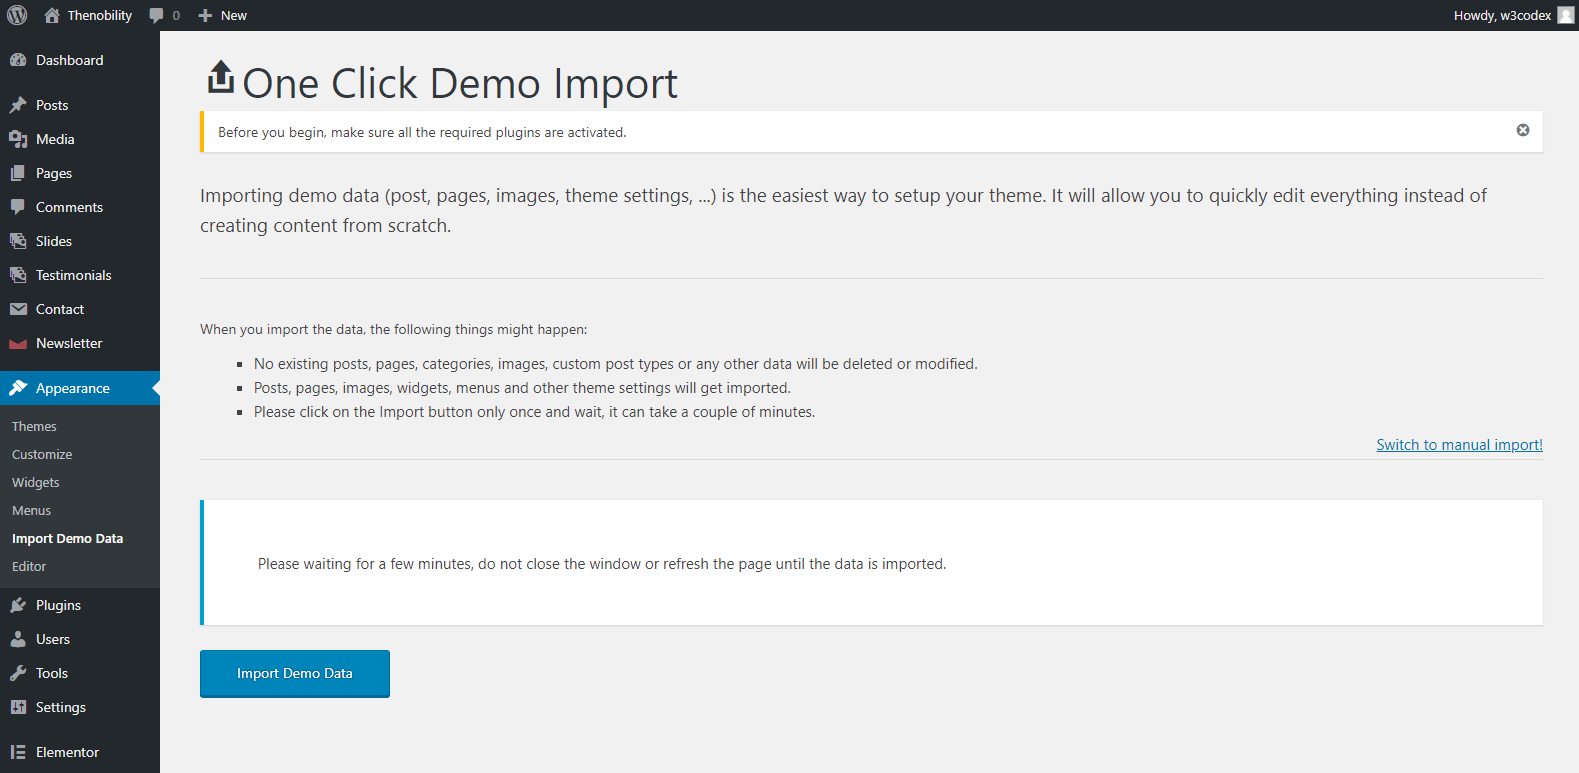 Thenobility 0 New Howdy, w3codex
Dashboard
Posts
Media
Pages
Comments
Slides
Testimonials
Contact
Newsletter
Appearance
Themes
Customize
Widgets
Menus
Import Demo Data
Editor
Plugins
Users
Tools
Settings
Elementor
One Click Demo Import
Before you begin, make sure all the required plugins are activated.
Importing demo data (post, pages, images, theme settings, ...) is the easiest way to setup your theme. It will allow you to quickly edit everything instead of
creating content from scratch.
When you import the data, the following things might happen:
No existing posts, pages, categories, images, custom post types or any other data will be deleted or modified.
Posts, pages, images, widgets, menus and other theme settings will get imported.
Please click on the Import button only once and wait, it can take a couple of minutes.
Switch to manual import!
Please waiting for a few minutes, do not close the window or refresh the page until the data is imported.
Import Demo Data